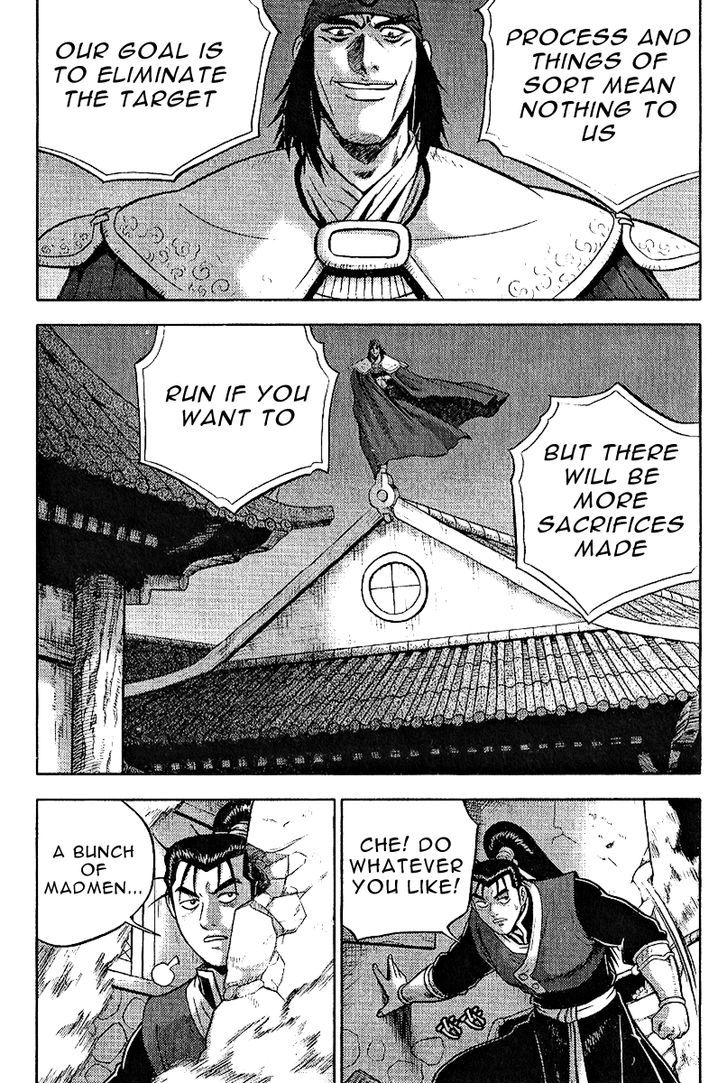 PROCESS AND
THINGS OF
SORT MEAN
NOTHING TO
US
OUR GOAL IS
TO ELIMINATE
THE TARGET
RUN IF YOU
WANT TO
BUT THERE
WILL BE
MORE
SACRIFICES
MADE
CHE! DO
WHATEVER
YOU LIKE!
A BUNCH
OF
MADMEN...